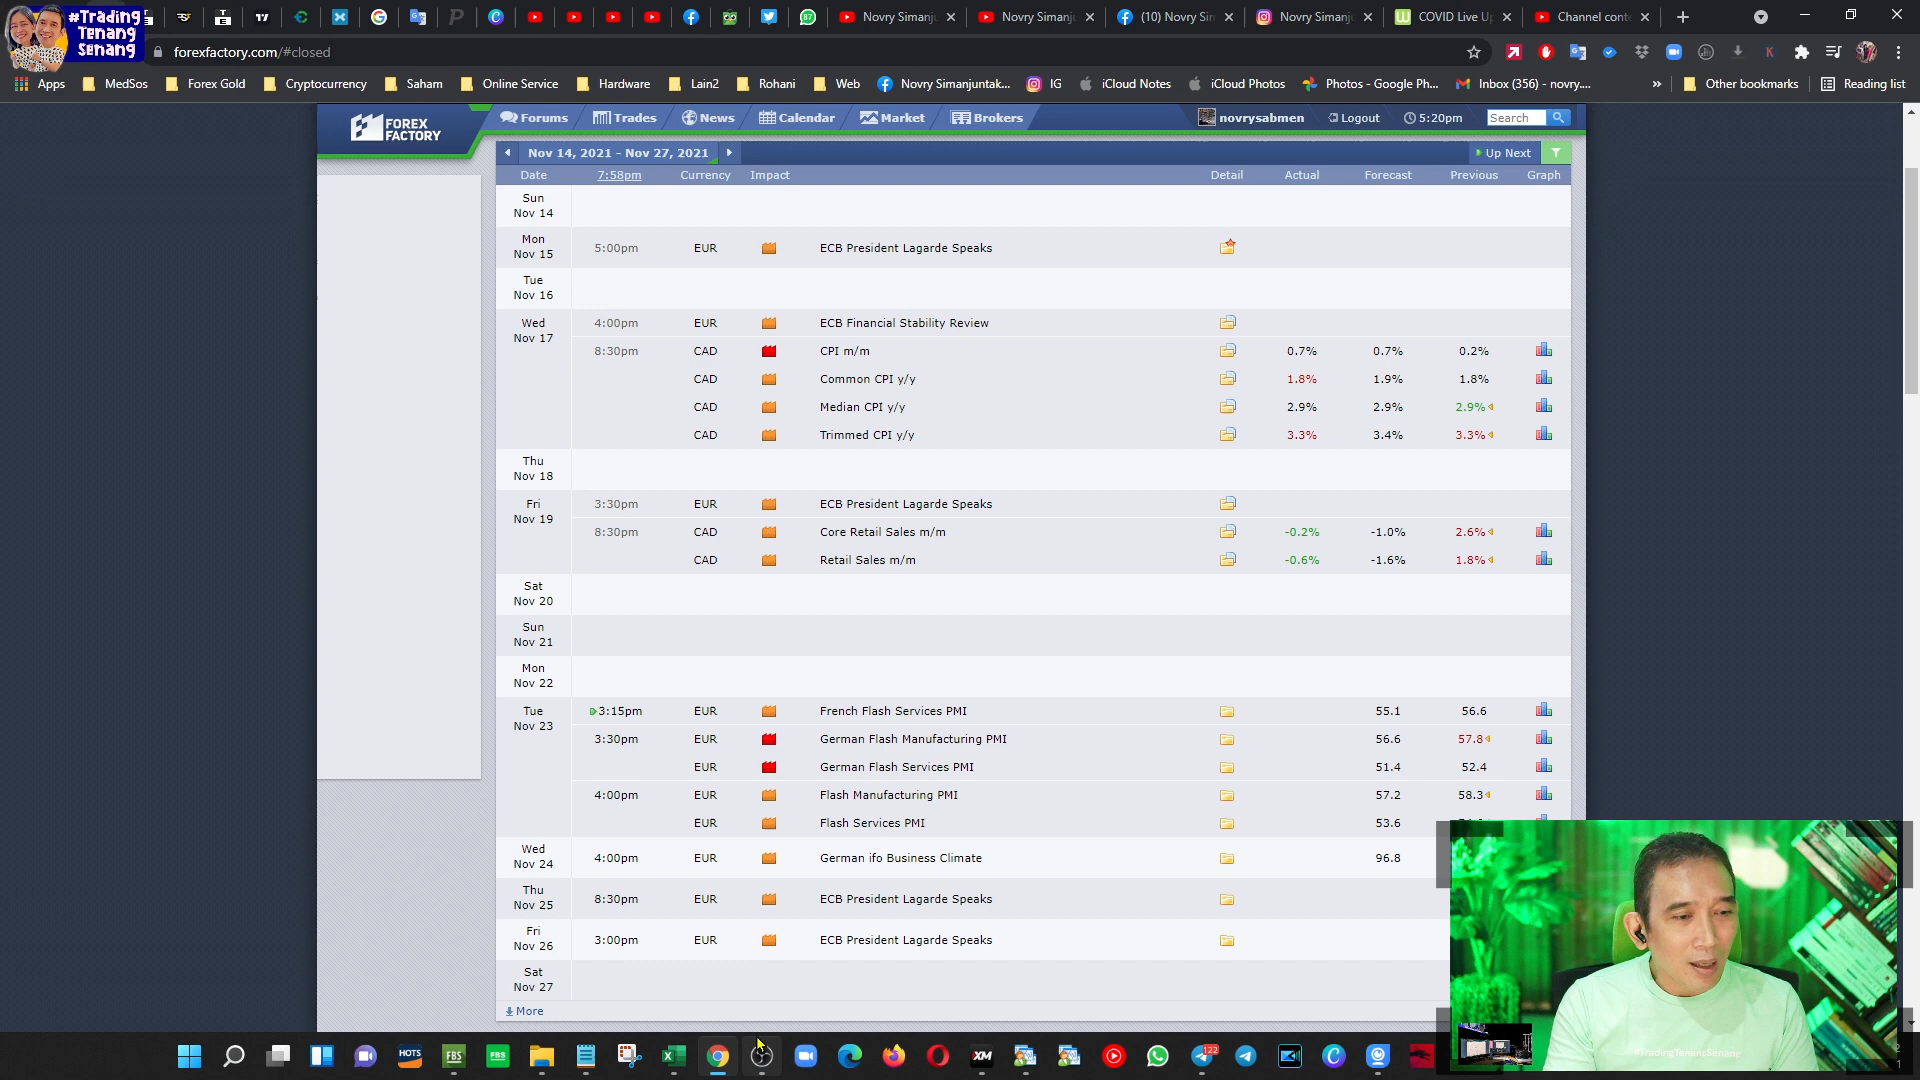 #Trading
Tenang
Senang
Novry Simanju
Novry Simanju
(10) Novry Sim
Novry Simanju
COVID Live Up
Channel conte
forexfactory.com/#closed
Apps
MedSos
Forex Gold
Cryptocurrency
Saham
Online Service
Hardware
Lain2
Rohani
Web
Novry Simanjuntak...
IG
iCloud Notes
iCloud Photos
Photos - Google Ph...
Inbox (356) - novry....
»
Other bookmarks
Reading list
FOREX
FACTORY
Forums
Trades
News
Calendar
Market
Brokers
novrysabmen
Logout
5:20pm
Search
Nov 14, 2021 - Nov 27, 2021
Up Next
Date 7:58pm Currency Impact Detail Actual Forecast Previous Graph
Sun
Nov 14
Mon
Nov 15
5:00pm EUR ECB President Lagarde Speaks
Tue
Nov 16
Wed
Nov 17
4:00pm EUR ECB Financial Stability Review
8:30pm CAD CPI m/m 0.7% 0.7% 0.2%
CAD Common CPI y/y 1.8% 1.9% 1.8%
CAD Median CPI y/y 2.9% 2.9% 2.9%
CAD Trimmed CPI y/y 3.3% 3.4% 3.3%
Thu
Nov 18
Fri
Nov 19
3:30pm EUR ECB President Lagarde Speaks
8:30pm CAD Core Retail Sales m/m -0.2% -1.0% 2.6%
CAD Retail Sales m/m -0.6% -1.6% 1.8%
Sat
Nov 20
Sun
Nov 21
Mon
Nov 22
Tue
Nov 23
3:15pm EUR French Flash Services PMI 55.1 56.6
3:30pm EUR German Flash Manufacturing PMI 56.6 57.8
EUR German Flash Services PMI 51.4 52.4
4:00pm EUR Flash Manufacturing PMI 57.2 58.3
EUR Flash Services PMI 53.6
Wed
Nov 24
4:00pm EUR German ifo Business Climate 96.8
Thu
Nov 25
8:30pm EUR ECB President Lagarde Speaks
Fri
Nov 26
3:00pm EUR ECB President Lagarde Speaks
Sat
Nov 27
More
#TradingTenangSenang
HOTS
FBS
FBS
XM
122